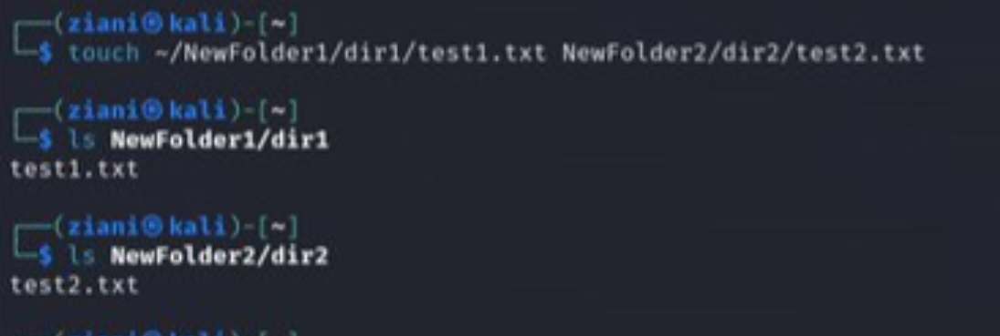 (ziani㉿kali)-[~]
$ touch ~/NewFolder1/dir1/test1.txt NewFolder2/dir2/test2.txt
(ziani㉿kali)-[~]
$ ls NewFolder1/dir1
test1.txt
(ziani㉿kali)-[~]
$ ls NewFolder2/dir2
test2.txt